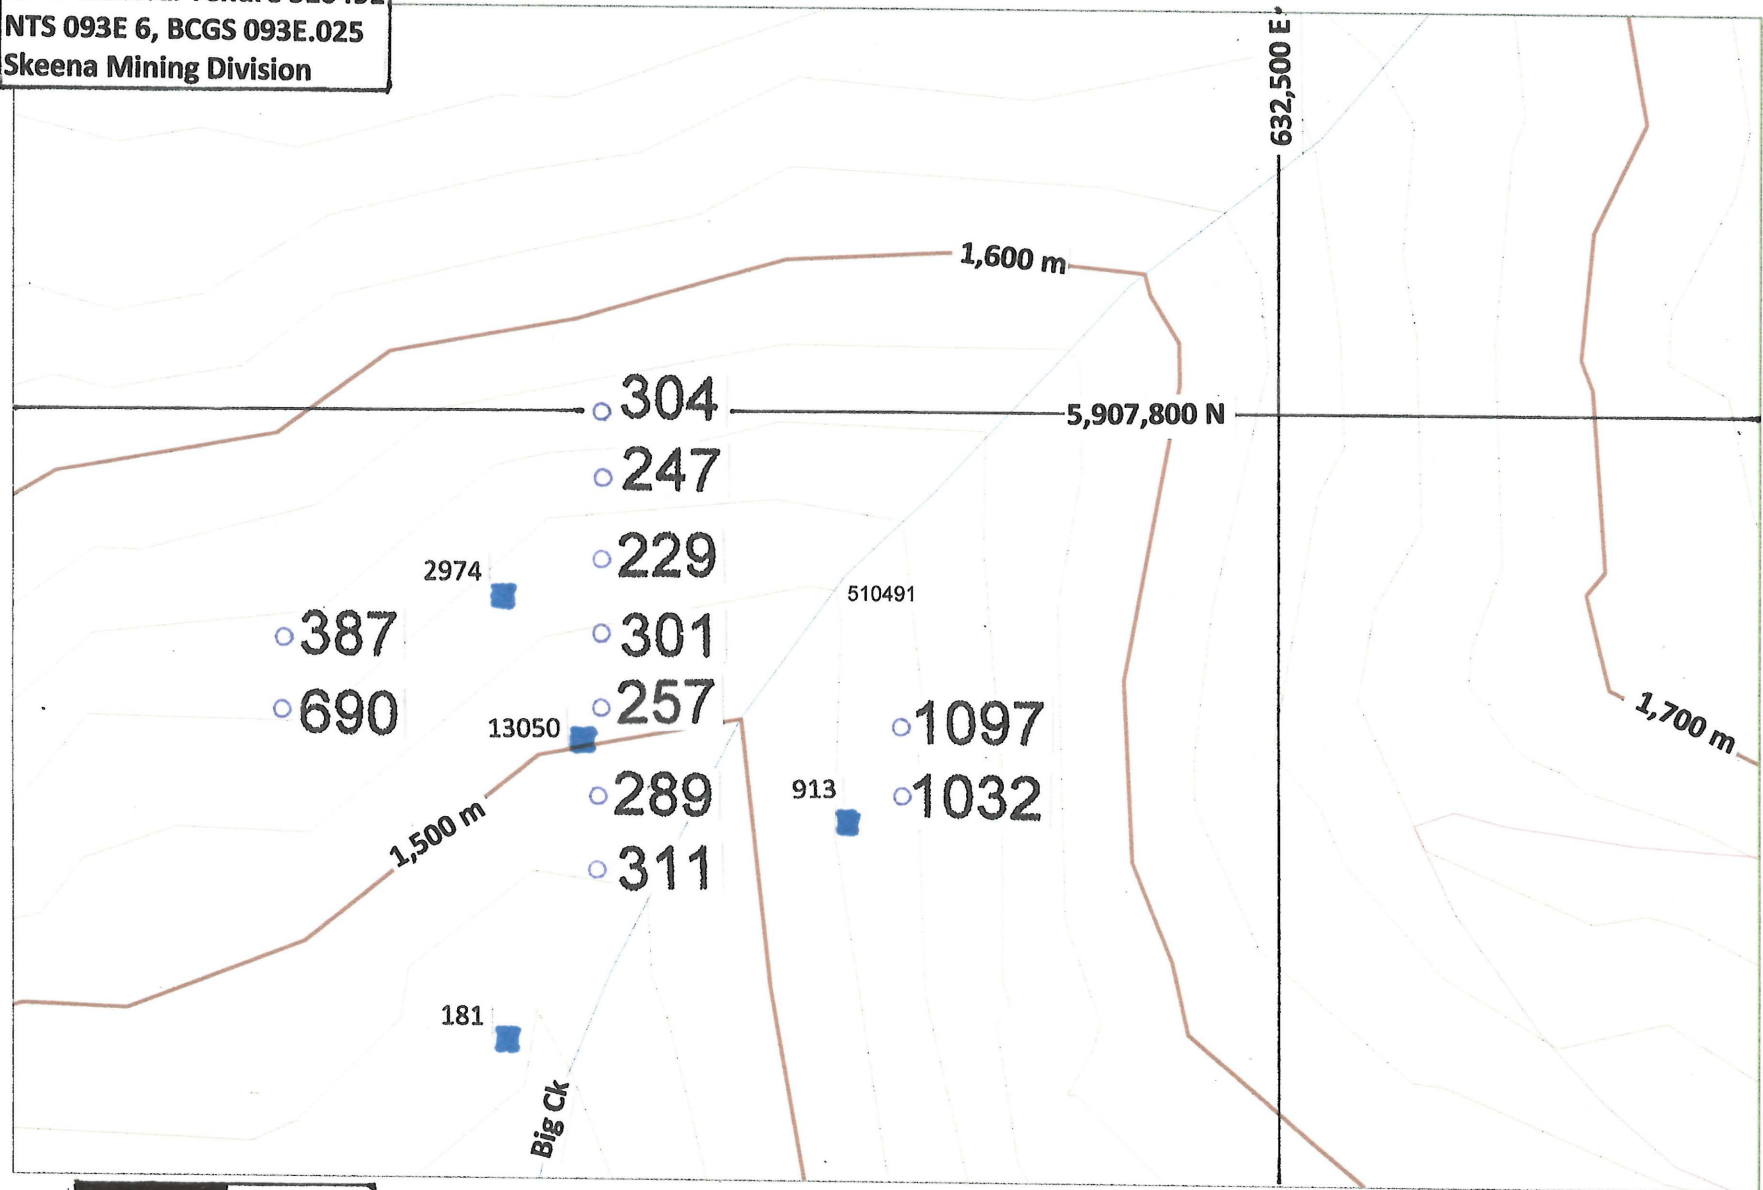 NTS 093E 6, BCGS 093E.025
Skeena Mining Division
632,500 E
1,600 m
304
5,907,800 N
247
229
2974
510491
387
301
690
257
13050
1097
1,700 m
913
289
1032
1,500 m
311
181
Big Ck